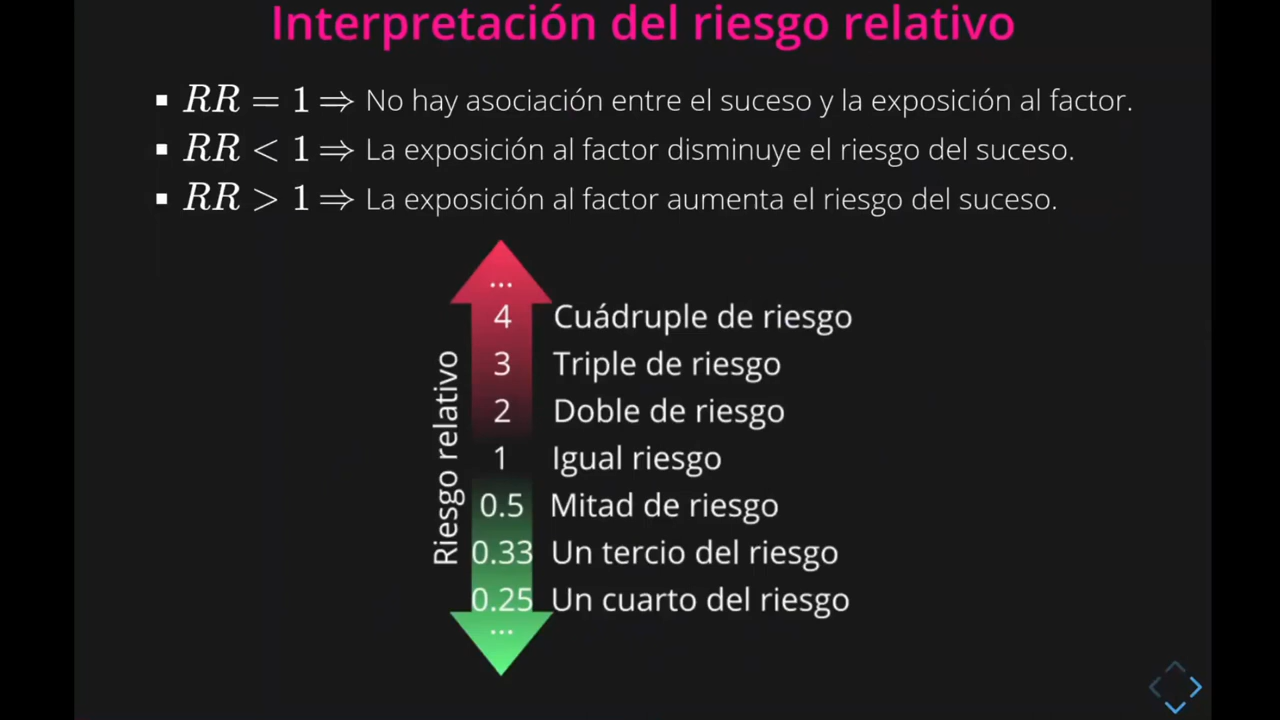 Interpretación del riesgo relativo
▪ RR = 1 ⇒ No hay asociación entre el suceso y la exposición al factor.
▪ RR < 1 ⇒ La exposición al factor disminuye el riesgo del suceso.
▪ RR > 1 ⇒ La exposición al factor aumenta el riesgo del suceso.
...
4 Cuádruple de riesgo
3 Triple de riesgo
2 Doble de riesgo
1 Igual riesgo
0.5 Mitad de riesgo
0.33 Un tercio del riesgo
0.25 Un cuarto del riesgo
...
Riesgo relativo